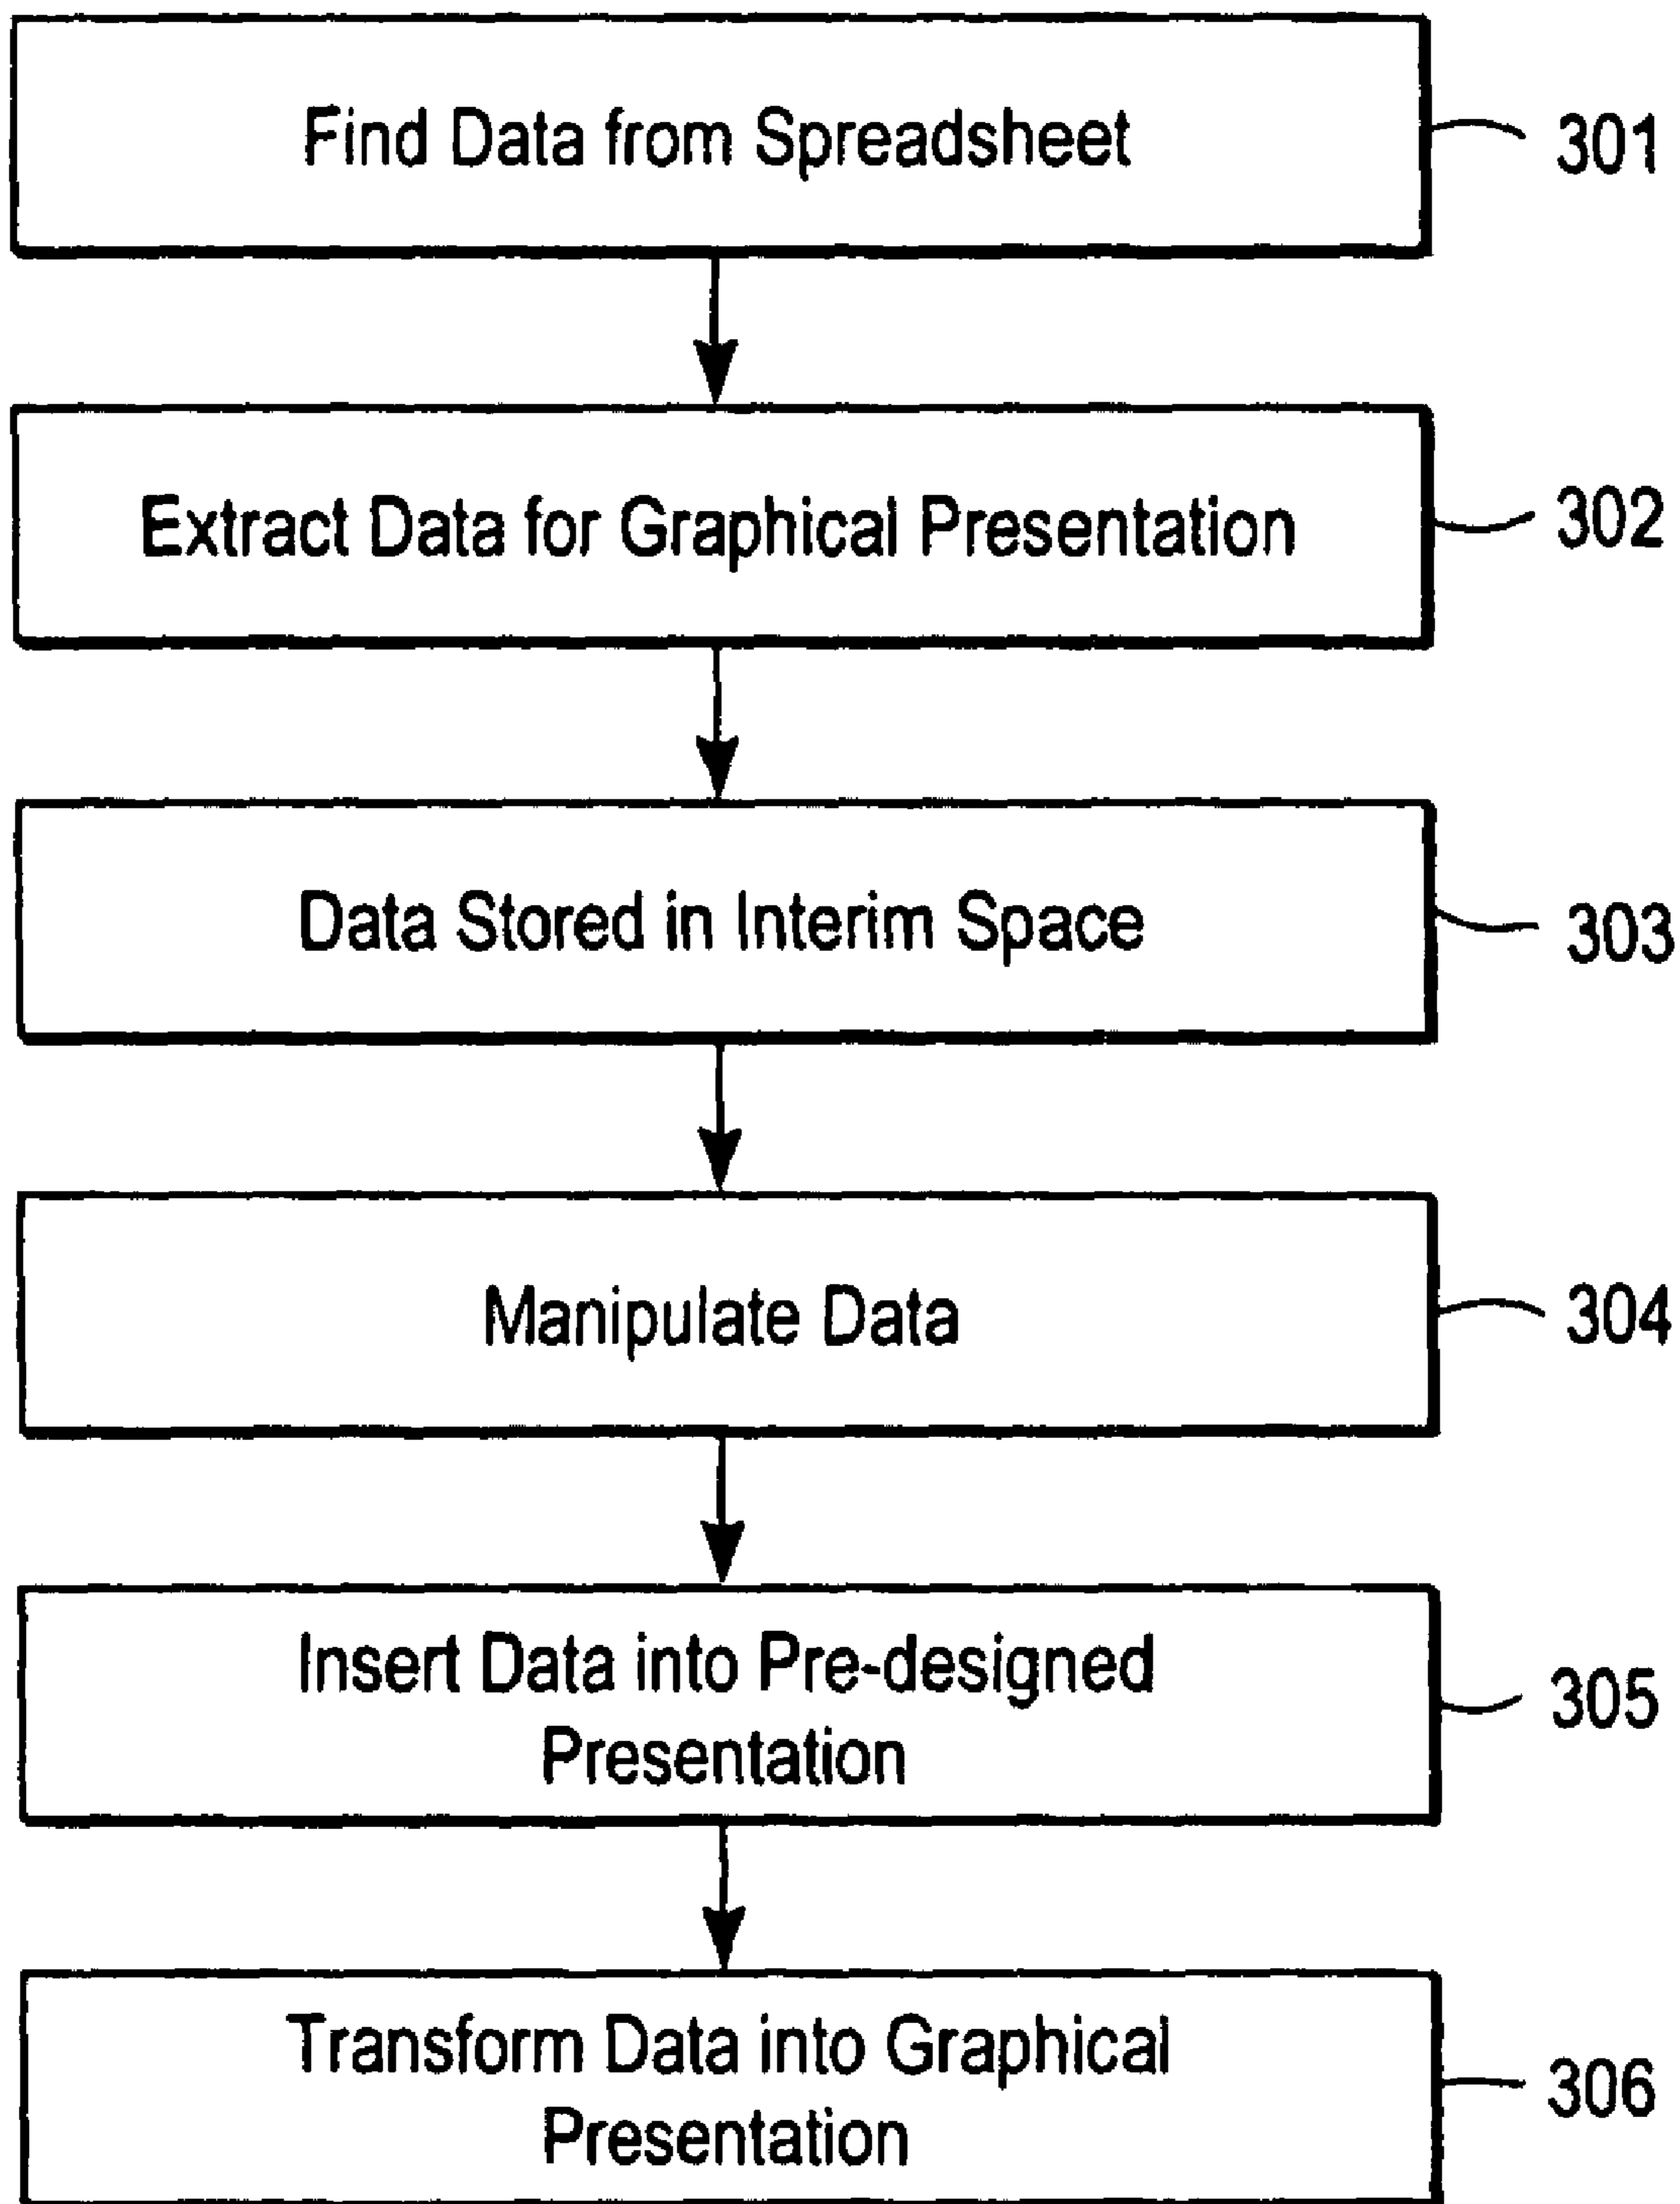 Find Data from Spreadsheet
301
Extract Data for Graphical Presentation
302
Data Stored in Interim Space
303
Manipulate Data
304
Insert Data into Pre-designed
Presentation
305
Transform Data into Graphical
Presentation
306